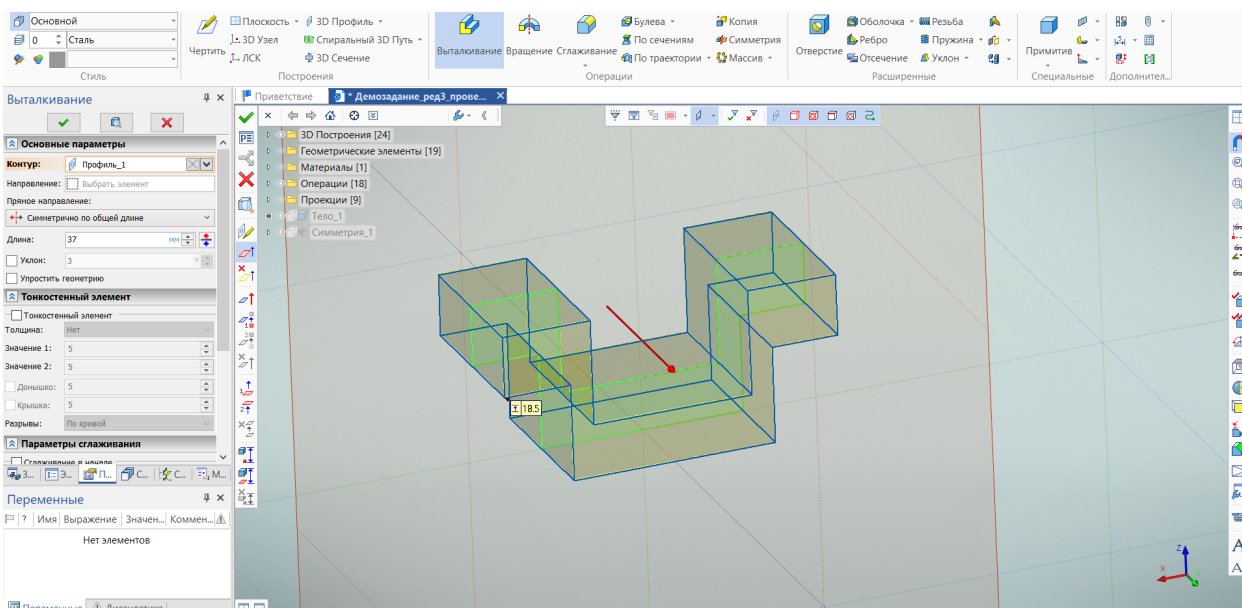 Основной
0 Сталь
Стиль
Чертить
Плоскость
3D Профиль
3D Узел
Спиральный 3D Путь
ЛСК
3D Сечение
Построения
Выталкивание
Вращение
Сглаживание
Булева
Копия
По сечениям
Симметрия
По траектории
Массив
Операции
Отверстие
Оболочка
Резьба
Ребро
Пружина
Отсечение
Уклон
Расширенные
Примитив
Специальные
Дополнител...
Приветствие
* Демозадание_ред3_прове...
Выталкивание
Основные параметры
Контур: Профиль_1
Направление: Выбрать элемент
Прямое направление:
Симметрично по общей длине
Длина: 37 мм
Уклон: 3 °
Упростить геометрию
Тонкостенный элемент
Тонкостенный элемент
Толщина: Нет
Значение 1: 5
Значение 2: 5
Донышко: 5
Крышка: 5
Разрывы: По кривой
Параметры сглаживания
Сглаживание в начале
З... Э... П... С... С... М...
Переменные
? Имя Выражение Значен... Коммен...
Нет элементов
Переменные Диагностика
3D Построения [24]
Геометрические элементы [19]
Материалы [1]
Операции [18]
Проекции [9]
Тело_1
Симметрия_1
18.5
Z
X
Y